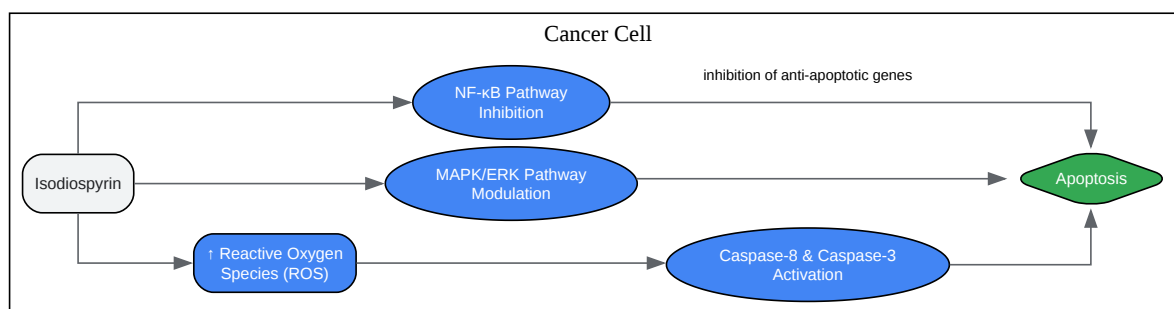 Cancer Cell
NF-κB Pathway
Inhibition
inhibition of anti-apoptotic genes
Isodiospyrin
MAPK/ERK Pathway
Modulation
Apoptosis
↑ Reactive Oxygen
Species (ROS)
Caspase-8 & Caspase-3
Activation